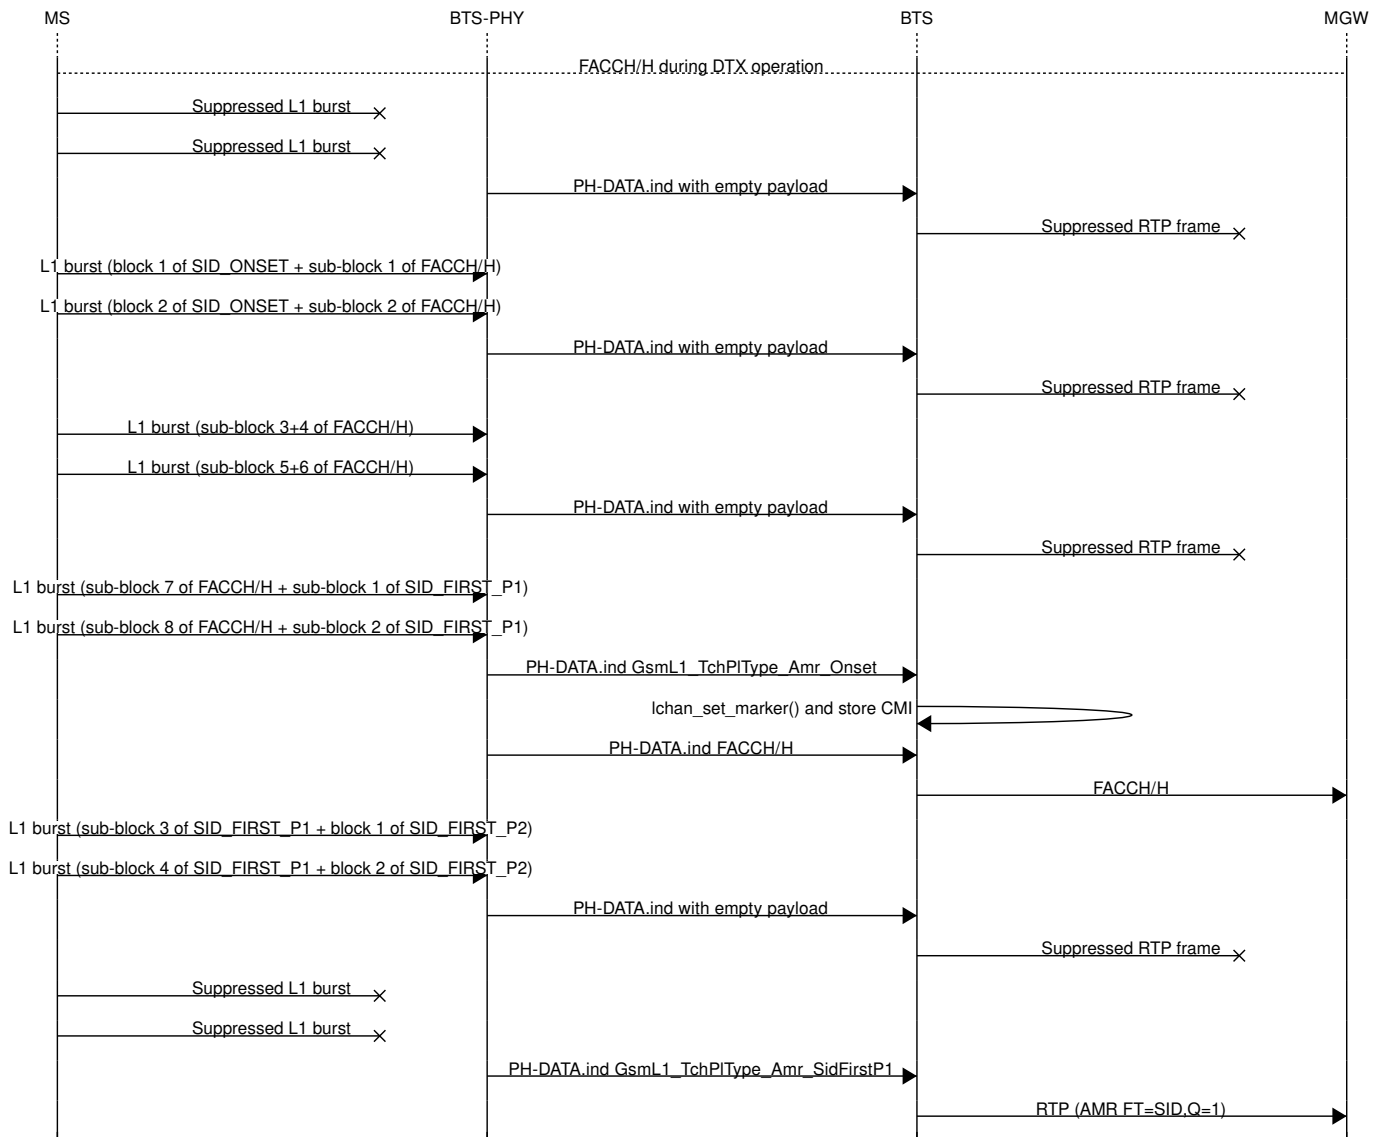 MS BTS-PHY BTS MGW
FACCH/H during DTX operation
Suppressed L1 burst
Suppressed L1 burst
PH-DATA.ind with empty payload
Suppressed RTP frame
L1 burst (block 1 of SID_ONSET + sub-block 1 of FACCH/H)
L1 burst (block 2 of SID_ONSET + sub-block 2 of FACCH/H)
PH-DATA.ind with empty payload
Suppressed RTP frame
L1 burst (sub-block 3+4 of FACCH/H)
L1 burst (sub-block 5+6 of FACCH/H)
PH-DATA.ind with empty payload
Suppressed RTP frame
L1 burst (sub-block 7 of FACCH/H + sub-block 1 of SID_FIRST_P1)
L1 burst (sub-block 8 of FACCH/H + sub-block 2 of SID_FIRST_P1)
PH-DATA.ind GsmL1_TchPlType_Amr_Onset
lchan_set_marker() and store CMI
PH-DATA.ind FACCH/H
FACCH/H
L1 burst (sub-block 3 of SID_FIRST_P1 + block 1 of SID_FIRST_P2)
L1 burst (sub-block 4 of SID_FIRST_P1 + block 2 of SID_FIRST_P2)
PH-DATA.ind with empty payload
Suppressed RTP frame
Suppressed L1 burst
Suppressed L1 burst
PH-DATA.ind GsmL1_TchPlType_Amr_SidFirstP1
RTP (AMR FT=SID,Q=1)